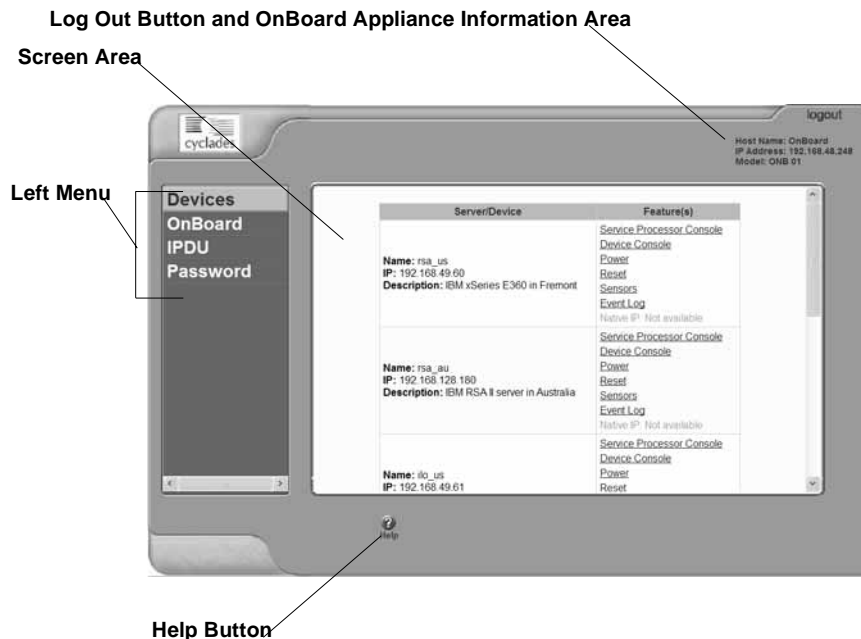 Log Out Button and OnBoard Appliance Information Area
Screen Area
logout
cyclades
Host Name: OnBoard
IP Address: 192.168.48.248
Model: ONB 01
Left Menu
Devices
OnBoard
IPDU
Password
Server/Device
Feature(s)
Name: rsa_us
IP: 192.168.49.60
Description: IBM xSeries E360 in Fremont
Service Processor Console
Device Console
Power
Reset
Sensors
Event Log
Native IP: Not available
Name: rsa_au
IP: 192.168.128.180
Description: IBM RSA II server in Australia
Service Processor Console
Device Console
Power
Reset
Sensors
Event Log
Native IP: Not available
Name: ilo_us
IP: 192.168.49.61
Service Processor Console
Device Console
Power
Reset
Help
Help Button